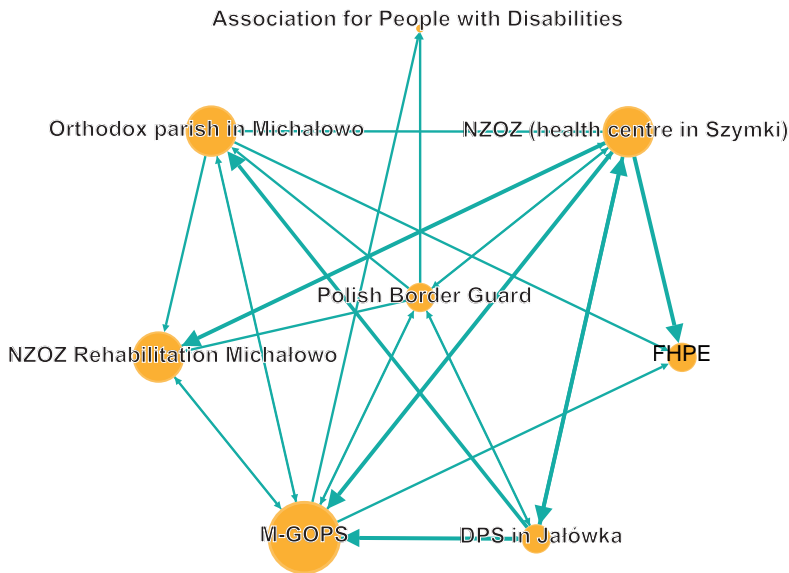 Association for People with Disabilities
Orthodox parish in Michałowo
NZOZ (health centre in Szymki)
Polish Border Guard
NZOZ Rehabilitation Michałowo
FHPE
M-GOPS
DPS in Jałówka